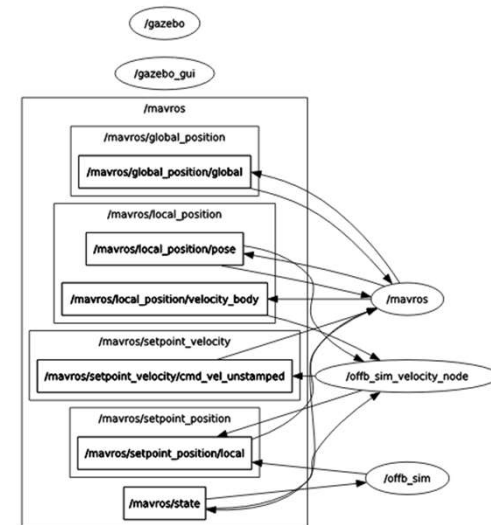 /gazebo
/gazebo_gui
/mavros
/mavros/global_position
/mavros/global_position/global
/mavros/local_position
/mavros/local_position/pose
/mavros/local_position/velocity_body
/mavros
/mavros/setpoint_velocity
/mavros/setpoint_velocity/cmd_vel_unstamped
/offb_sim_velocity_node
/mavros/setpoint_position
/mavros/setpoint_position/local
/offb_sim
/mavros/state